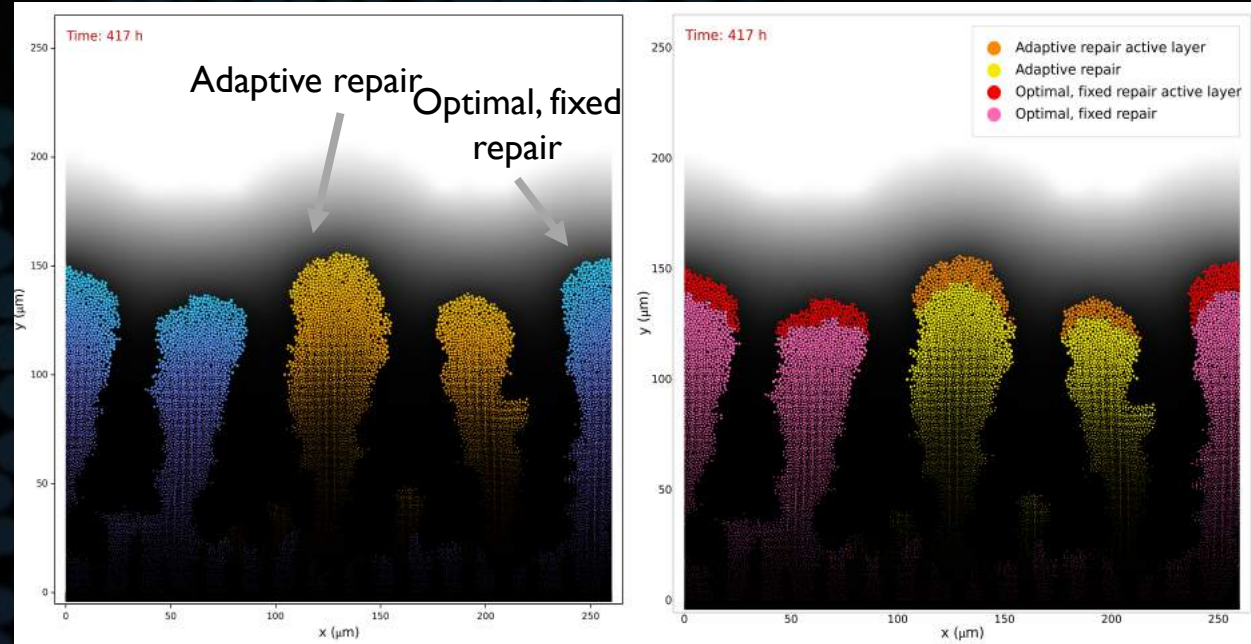 Time: 417 h
Adaptive repair
Optimal, fixed
repair
250
200
150
100
50
0
y (μm)
0
50
100
150
200
250
x (μm)
Time: 417 h
Adaptive repair active layer
Adaptive repair
Optimal, fixed repair active layer
Optimal, fixed repair
250
200
150
100
50
0
y (μm)
0
50
100
150
200
250
x (μm)